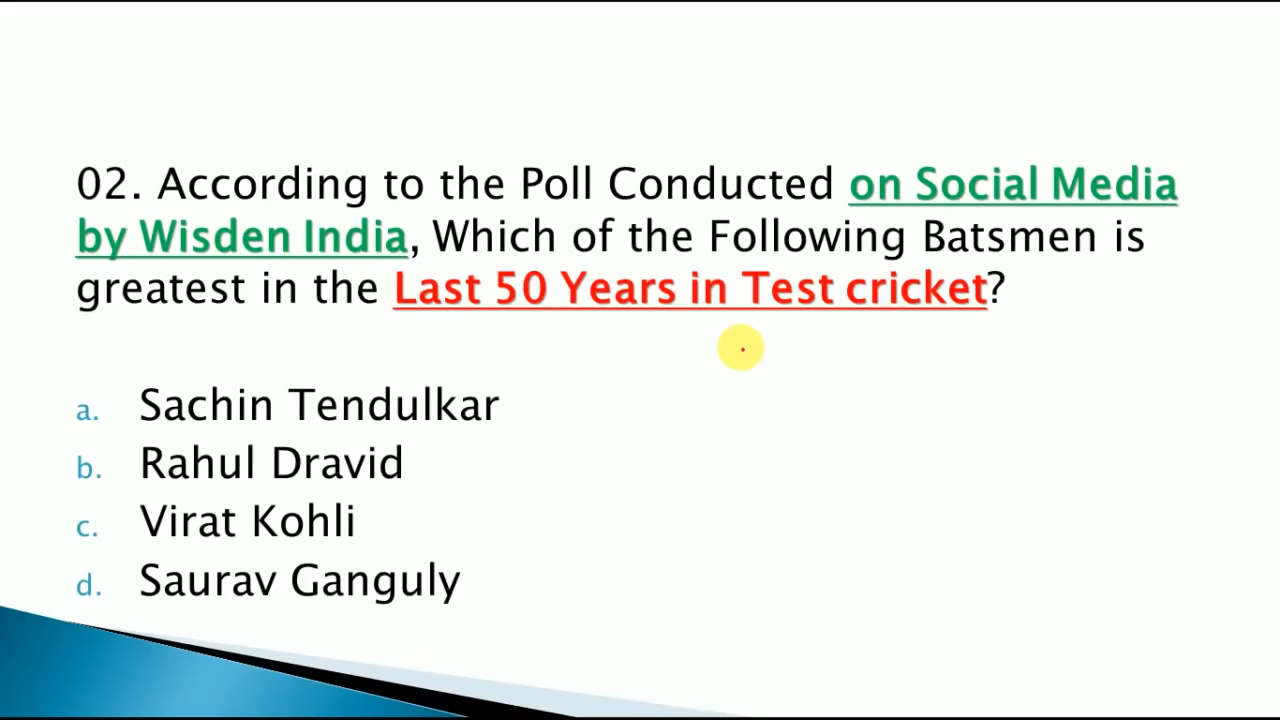 02. According to the Poll Conducted on Social Media
by Wisden India, Which of the Following Batsmen is
greatest in the Last 50 Years in Test cricket?
a. Sachin Tendulkar
b. Rahul Dravid
c. Virat Kohli
d. Saurav Ganguly